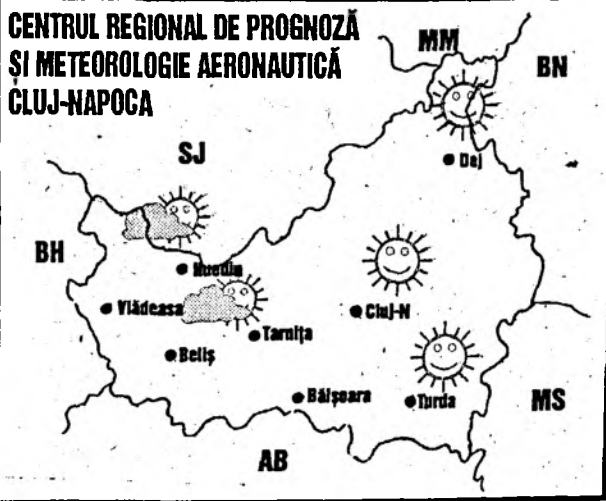 CENTRUL REGIONAL DE PROGNOZĂ
ȘI METEOROLOGIE AERONAUTICĂ
CLUJ-NAPOCA
MM
BN
SJ
Dej
BH
Huedin
Vlădeasa
Cluj-N
Tarnița
Beliș
Băișoara
Turda
MS
AB